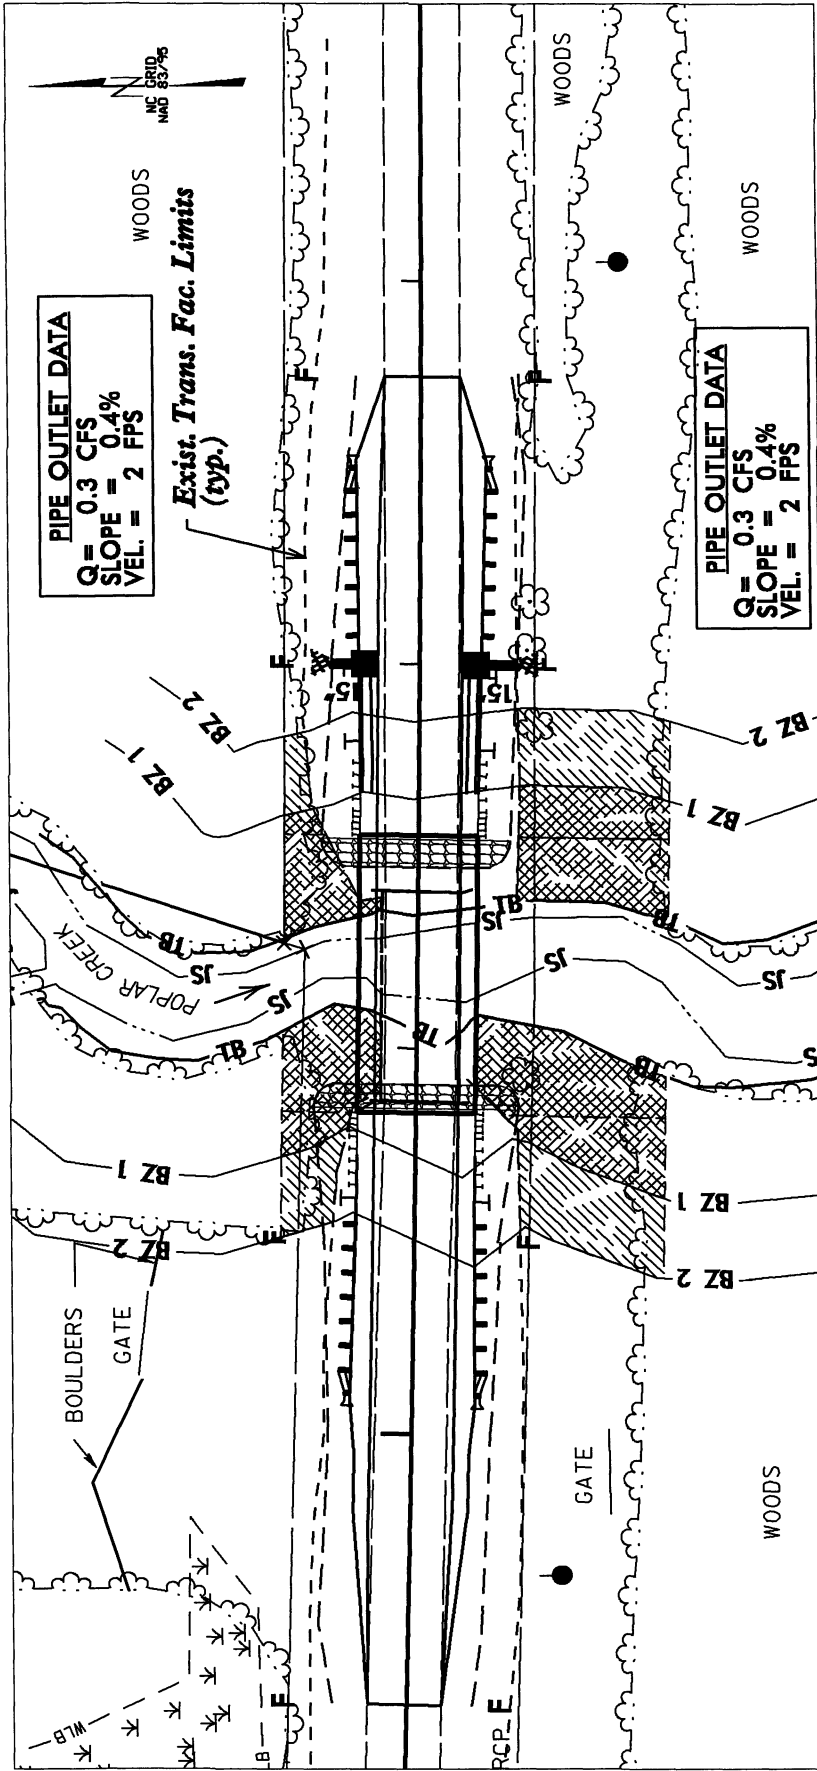 NC GRID
NAD 83/95
WOODS
WOODS
WOODS
PIPE OUTLET DATA
Q = 0.3 CFS
SLOPE = 0.4%
VEL. = 2 FPS
Exist. Trans. Fac. Limits
(typ.)
PIPE OUTLET DATA
Q = 0.3 CFS
SLOPE = 0.4%
VEL. = 2 FPS
F
F
F
F
15"
15"
BZ 2
BZ 1
BZ 2
BZ 1
POPLAR CREEK
TB
JS
JS
TB
TB
JS
JS
TB
TB
JS
TB
S
BZ 1
BZ 2
BZ 1
BZ 2
F
F
BOULDERS
GATE
GATE
WOODS
WLB
B
F
F
RCP